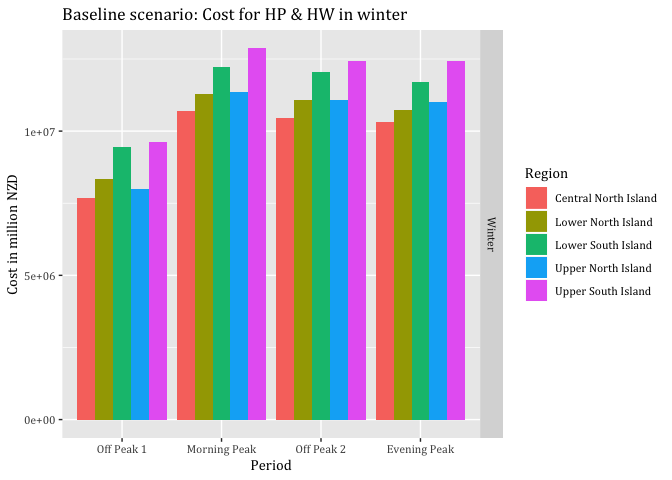 Baseline scenario: Cost for HP & HW in winter
Cost in million NZD
1e+07
5e+06
0e+00
Off Peak 1
Morning Peak
Off Peak 2
Evening Peak
Period
Winter
Region
Central North Island
Lower North Island
Lower South Island
Upper North Island
Upper South Island